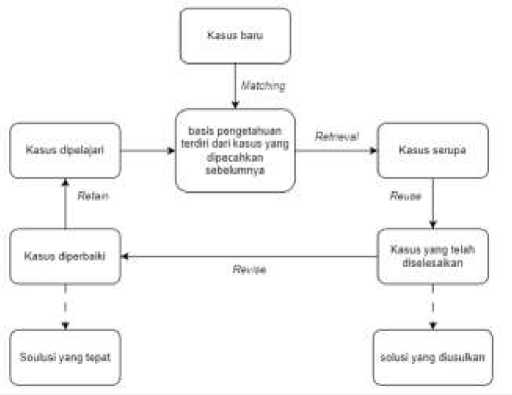 Kasus baru
Matching
basis pengetahuan
terdiri dari kasus yang
dipecahkan
sebelumnya
Kasus dipelajari
Retrieval
Kasus serupa
Retain
Reuse
Kasus diperbaiki
Revise
Kasus yang telah
diselesaikan
Soulusi yang tepat
solusi yang diusulkan